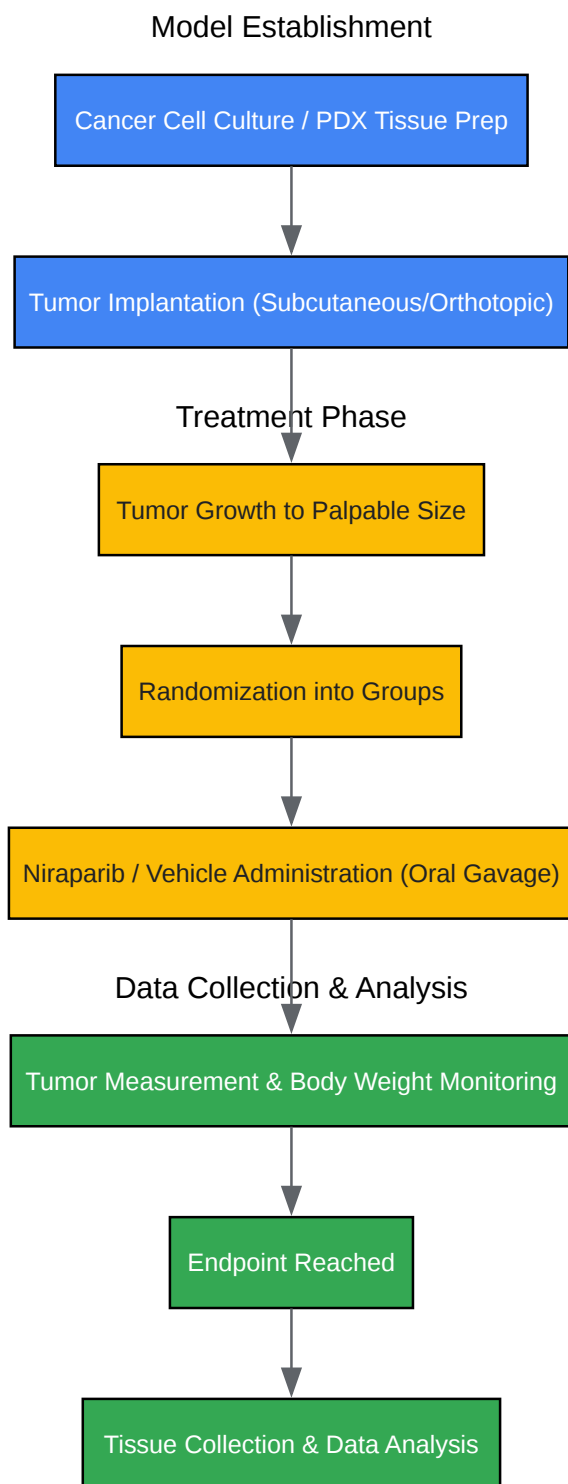 Model Establishment
Cancer Cell Culture / PDX Tissue Prep
Tumor Implantation (Subcutaneous/Orthotopic)
Treatment Phase
Tumor Growth to Palpable Size
Randomization into Groups
Niraparib / Vehicle Administration (Oral Gavage)
Data Collection & Analysis
Tumor Measurement & Body Weight Monitoring
Endpoint Reached
Tissue Collection & Data Analysis